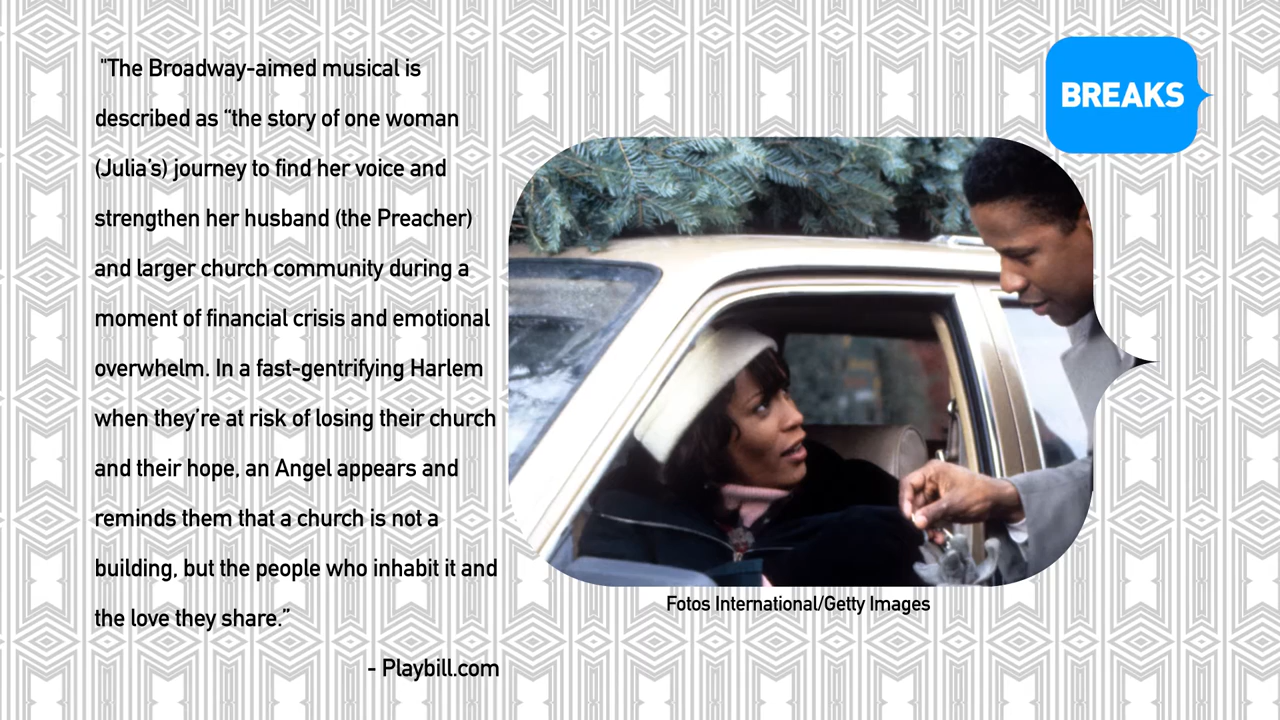 "The Broadway-aimed musical is
described as “the story of one woman
(Julia's) journey to find her voice and
strengthen her husband (the Preacher)
and larger church community during a
moment of financial crisis and emotional
overwhelm. In a fast-gentrifying Harlem
when they're at risk of losing their church
and their hope, an Angel appears and
reminds them that a church is not a
building, but the people who inhabit it and
the love they share.”
- Playbill.com
BREAKS
Fotos International/Getty Images